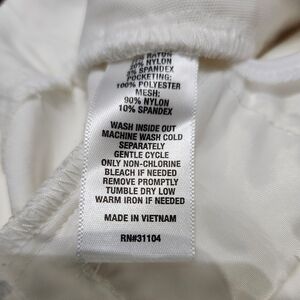 RAYON
NYLON
SPANDEX
POCKETING:
100% POLYESTER
MESH:
90% NYLON
10% SPANDEX
WASH INSIDE OUT
MACHINE WASH COLD
SEPARATELY
GENTLE CYCLE
ONLY NON-CHLORINE
BLEACH IF NEEDED
REMOVE PROMPTLY
TUMBLE DRY LOW
WARM IRON IF NEEDED
MADE IN VIETNAM
RN#31104